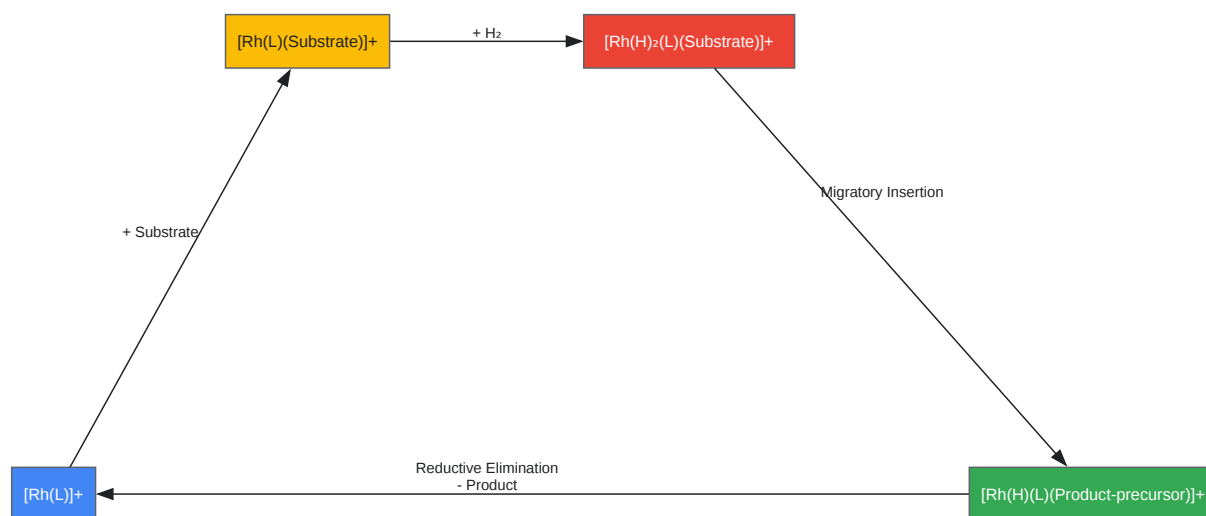 [Rh(L)(Substrate)]+
+ H₂
[Rh(H)₂(L)(Substrate)]+
Migratory Insertion
+ Substrate
Reductive Elimination
- Product
[Rh(L)]+
[Rh(H)(L)(Product-precursor)]+